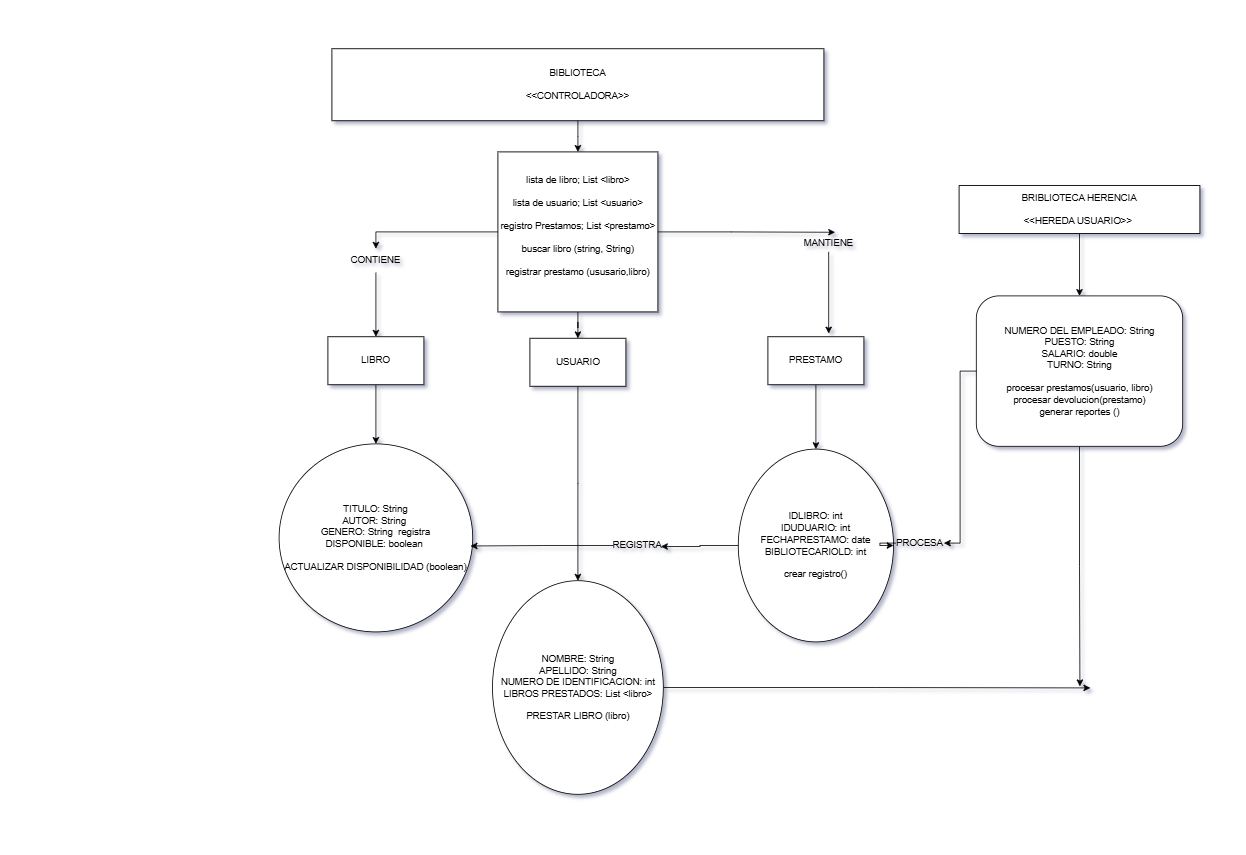 BIBLIOTECA
<<CONTROLADORA>>
lista de libro; List <libro>
lista de usuario; List <usuario>
registro Prestamos; List <prestamo>
buscar libro (string, String)
registrar prestamo (ususario,libro)
BRIBLIOTECA HERENCIA
<<HEREDA USUARIO>>
MANTIENE
CONTIENE
NUMERO DEL EMPLEADO: String
PUESTO: String
SALARIO: double
TURNO: String
procesar prestamos(usuario, libro)
procesar devolucion(prestamo)
generar reportes ()
LIBRO
USUARIO
PRESTAMO
TITULO: String
AUTOR: String
GENERO: String registra
DISPONIBLE: boolean
ACTUALIZAR DISPONIBILIDAD (boolean)
REGISTRA
IDLIBRO: int
IDUDUARIO: int
FECHAPRESTAMO: date
BIBLIOTECARIOLD: int
crear registro()
PROCESA
NOMBRE: String
APELLIDO: String
NUMERO DE IDENTIFICACION: int
LIBROS PRESTADOS: List <libro>
PRESTAR LIBRO (libro)